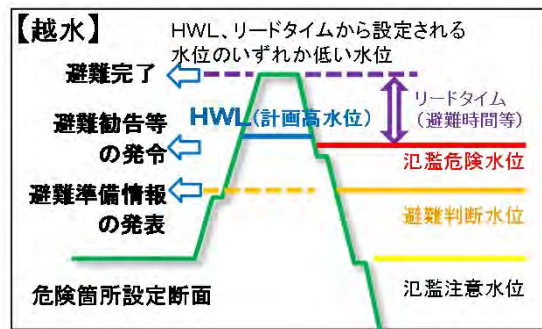 【越水】
HWL、リードタイムから設定される
水位のいずれか低い水位
避難完了
リードタイム
（避難時間等）
避難勧告等
の発令
HWL(計画高水位)
氾濫危険水位
避難準備情報
の発表
避難判断水位
危険箇所設定断面
氾濫注意水位